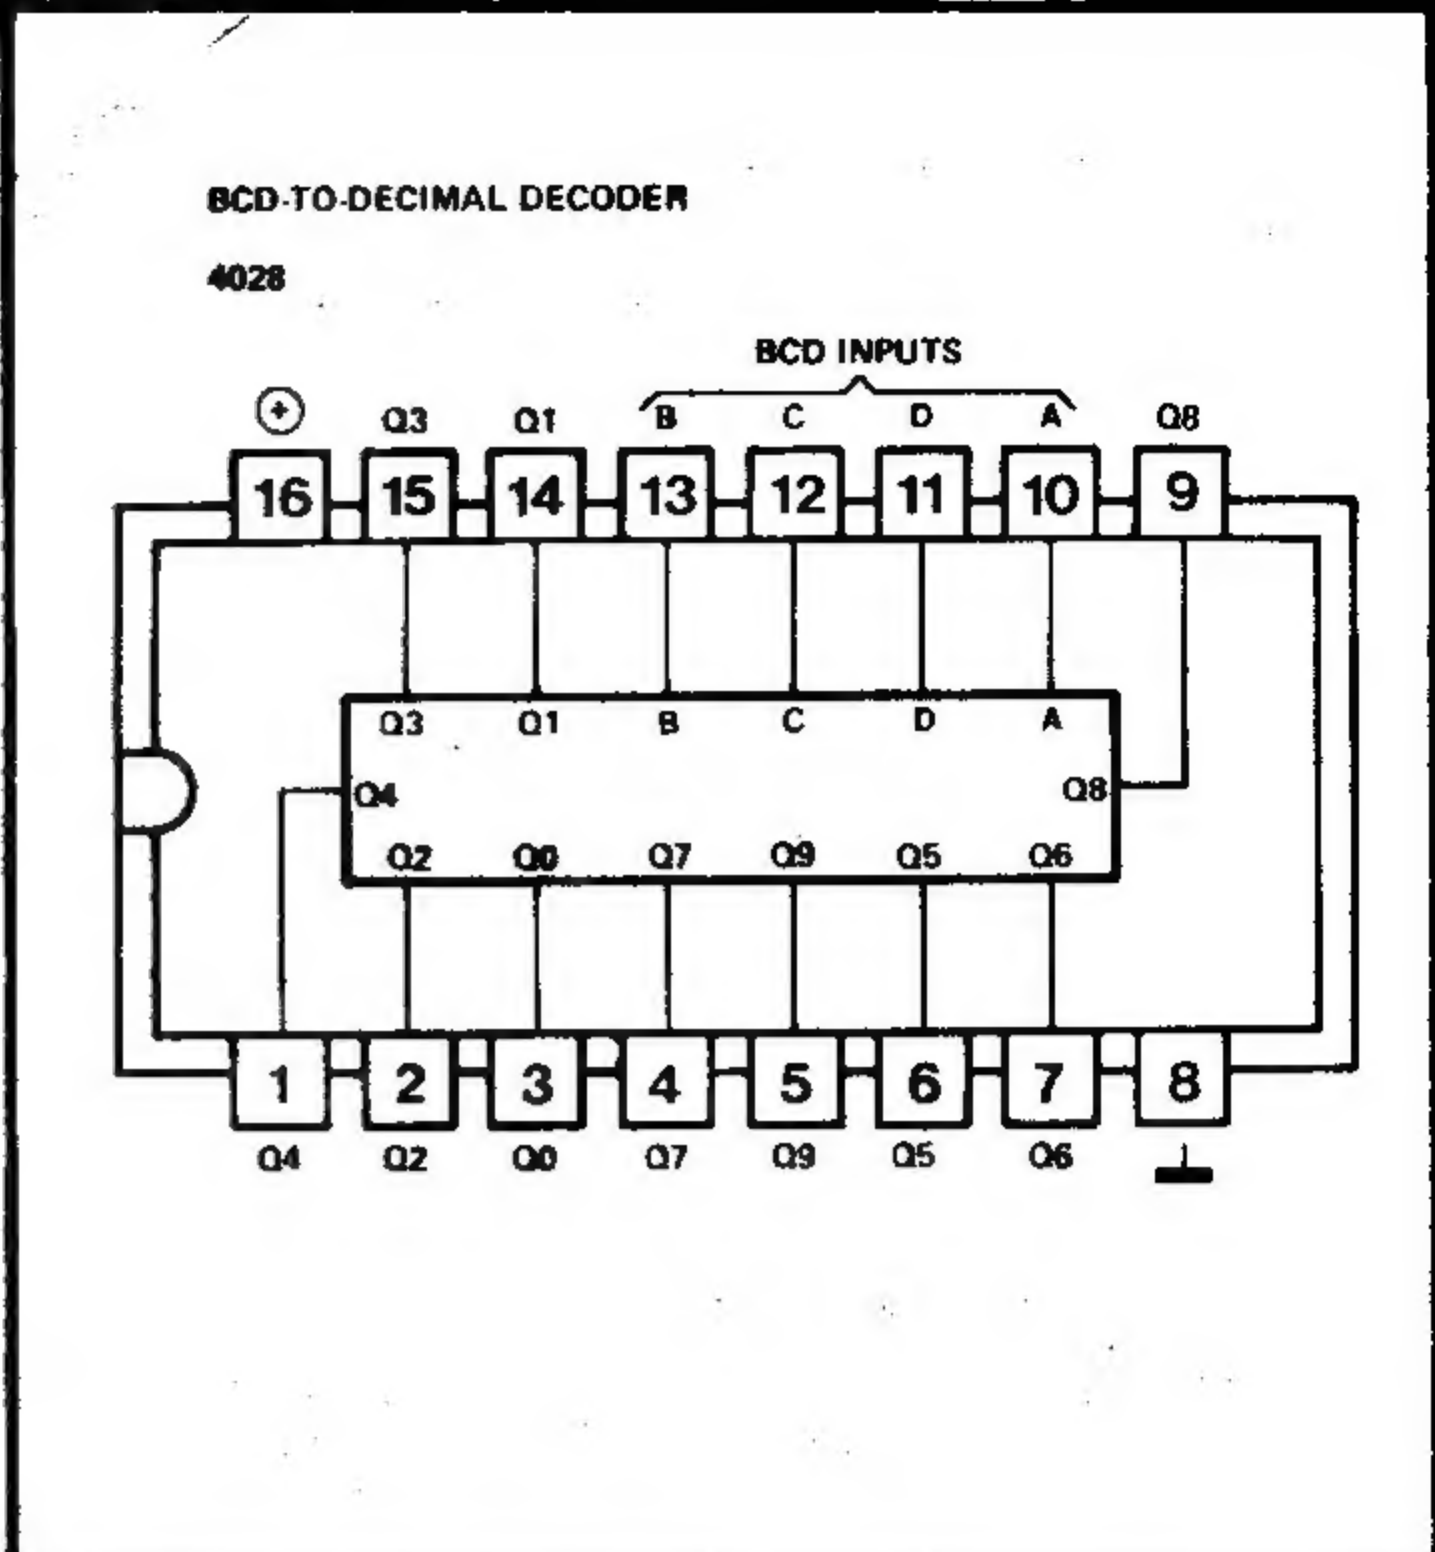 BCD-TO-DECIMAL DECODER
4028
BCD INPUTS
+ Q3 Q1 B C D A Q8
16 15 14 13 12 11 10 9
Q3 Q1 B C D A
Q4 Q8
Q2 Q0 Q7 Q9 Q5 Q6
1 2 3 4 5 6 7 8
Q4 Q2 Q0 Q7 Q9 Q5 Q6